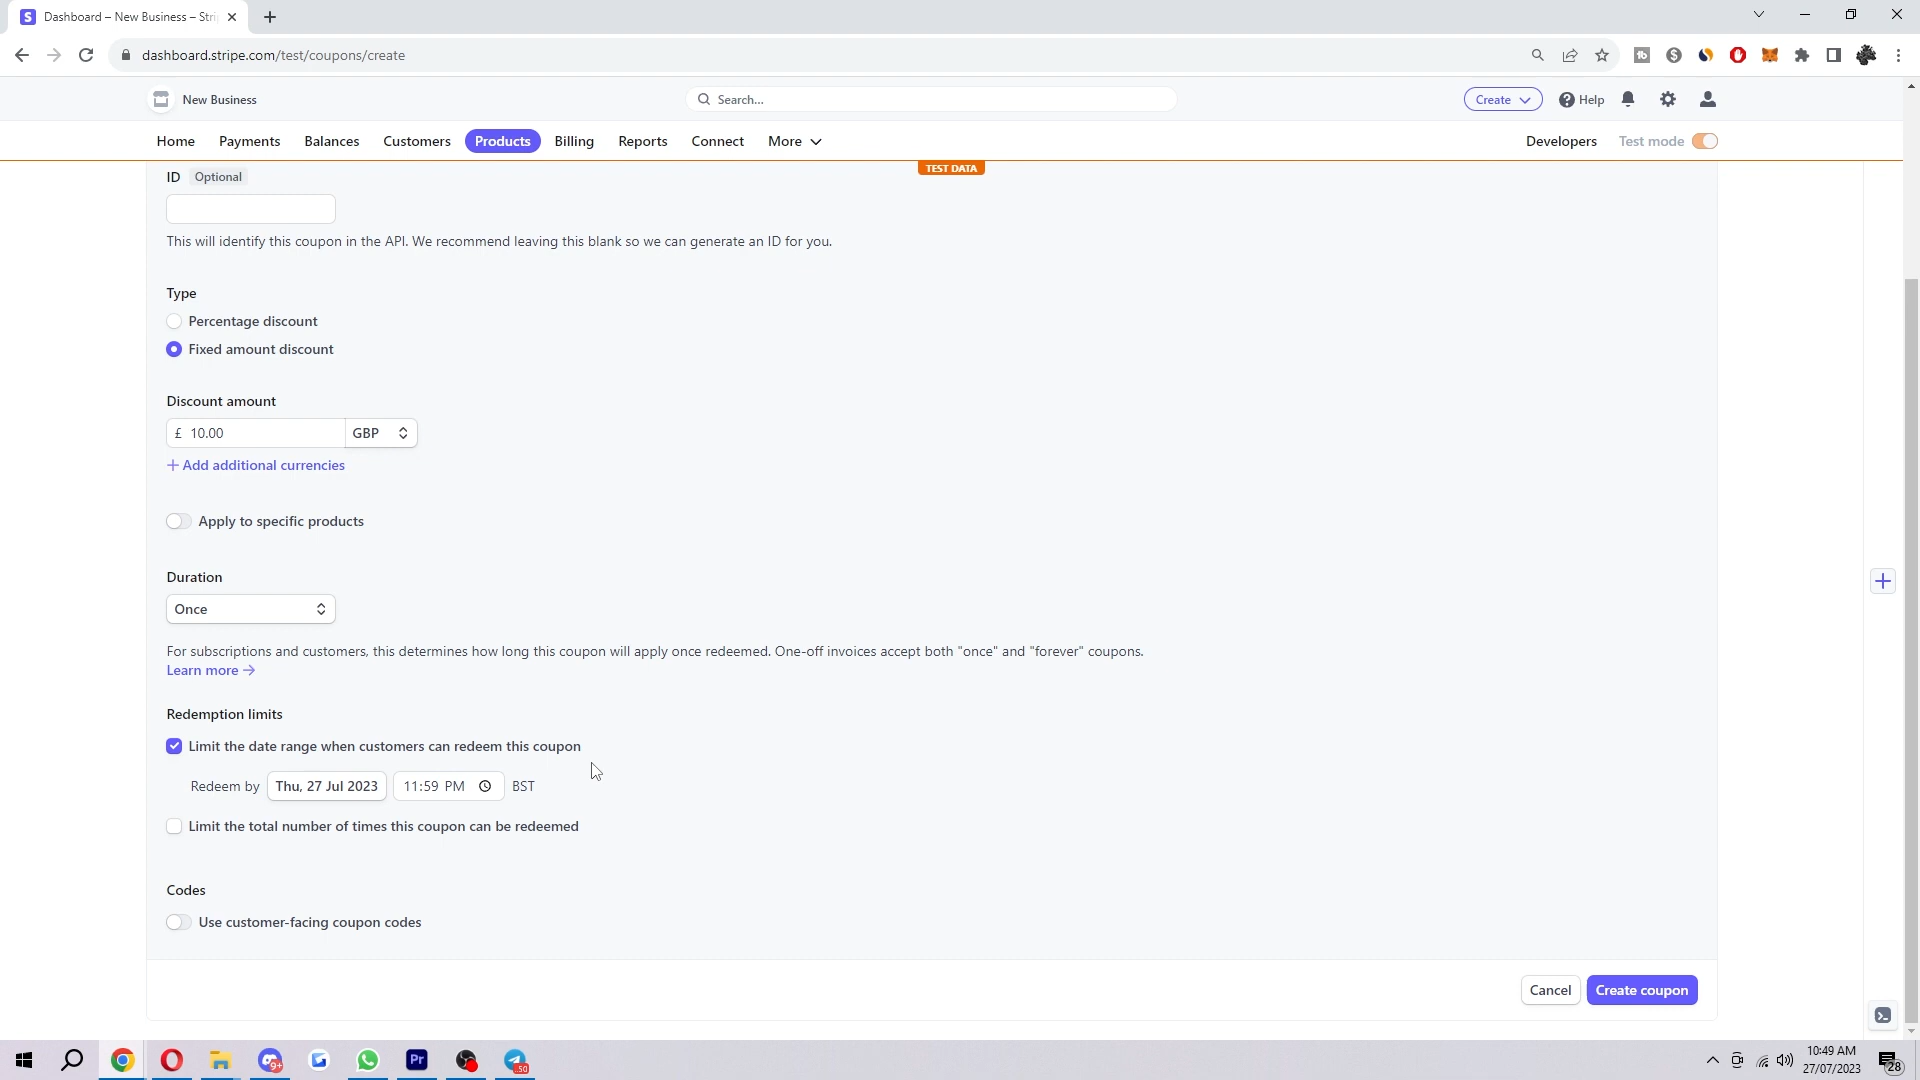 Dashboard – New Business – Stri
dashboard.stripe.com/test/coupons/create
New Business
Search...
Create
Help
Home
Payments
Balances
Customers
Products
Billing
Reports
Connect
More
Developers
Test mode
TEST DATA
ID Optional
This will identify this coupon in the API. We recommend leaving this blank so we can generate an ID for you.
Type
Percentage discount
Fixed amount discount
Discount amount
£ 10.00 GBP
+ Add additional currencies
Apply to specific products
Duration
Once
For subscriptions and customers, this determines how long this coupon will apply once redeemed. One-off invoices accept both "once" and "forever" coupons.
Learn more →
Redemption limits
Limit the date range when customers can redeem this coupon
Redeem by Thu, 27 Jul 2023 11:59 PM BST
Limit the total number of times this coupon can be redeemed
Codes
Use customer-facing coupon codes
Cancel
Create coupon
9+
Pr
50
10:49 AM
27/07/2023
28